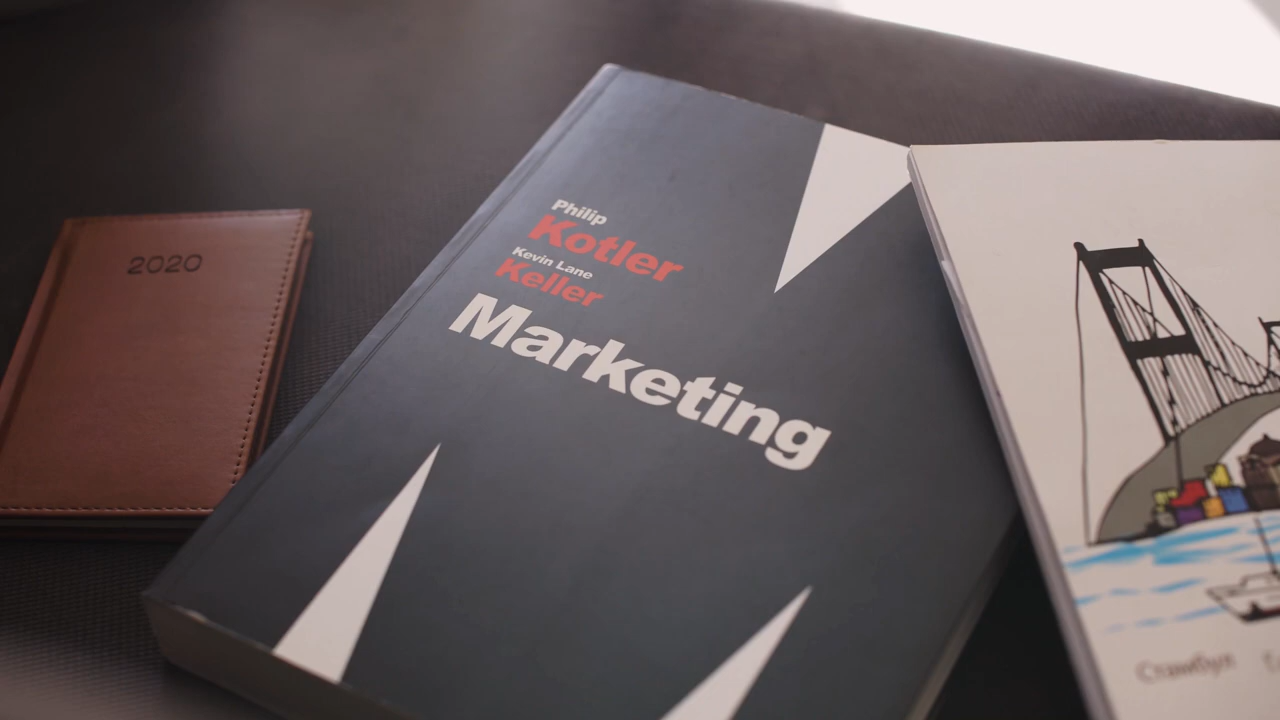 2020
Philip
Kotler
Kevin Lane
Keller
Marketing
Стамбул